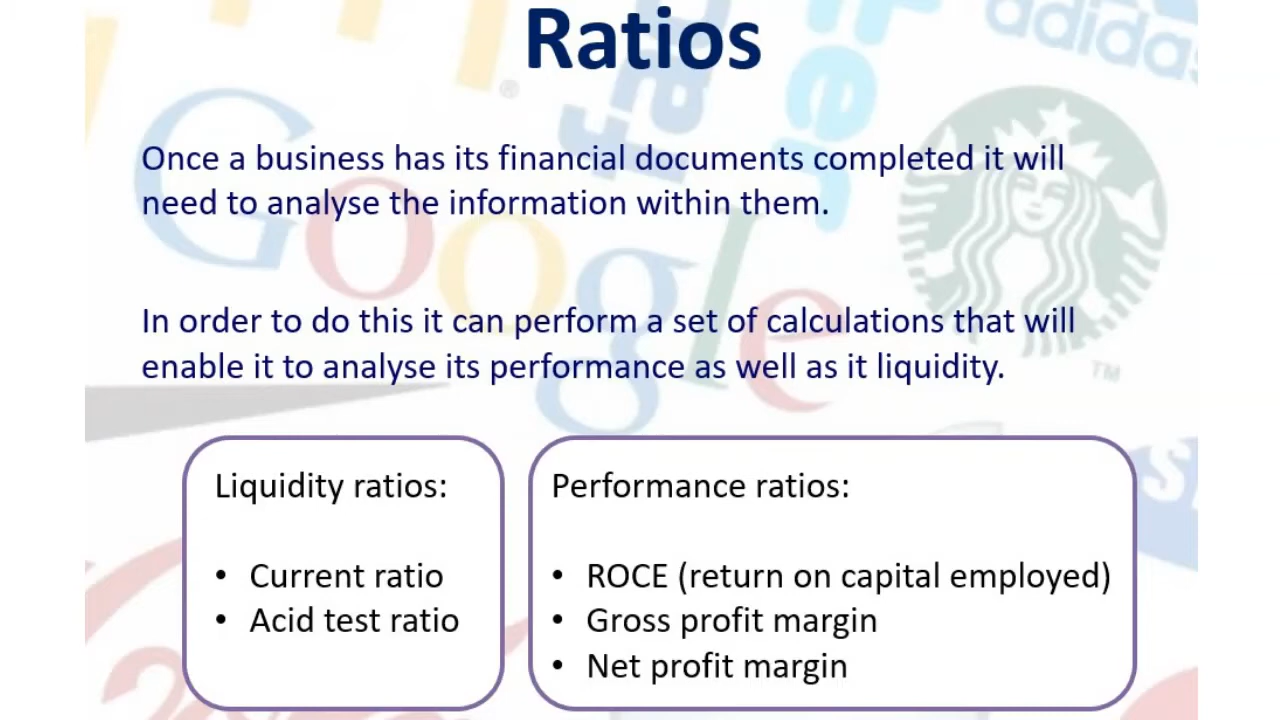 Ratios
adidas
Google
Once a business has its financial documents completed it will
need to analyse the information within them.
In order to do this it can perform a set of calculations that will
enable it to analyse its performance as well as it liquidity.
TM
Liquidity ratios:
• Current ratio
• Acid test ratio
Performance ratios:
• ROCE (return on capital employed)
• Gross profit margin
• Net profit margin